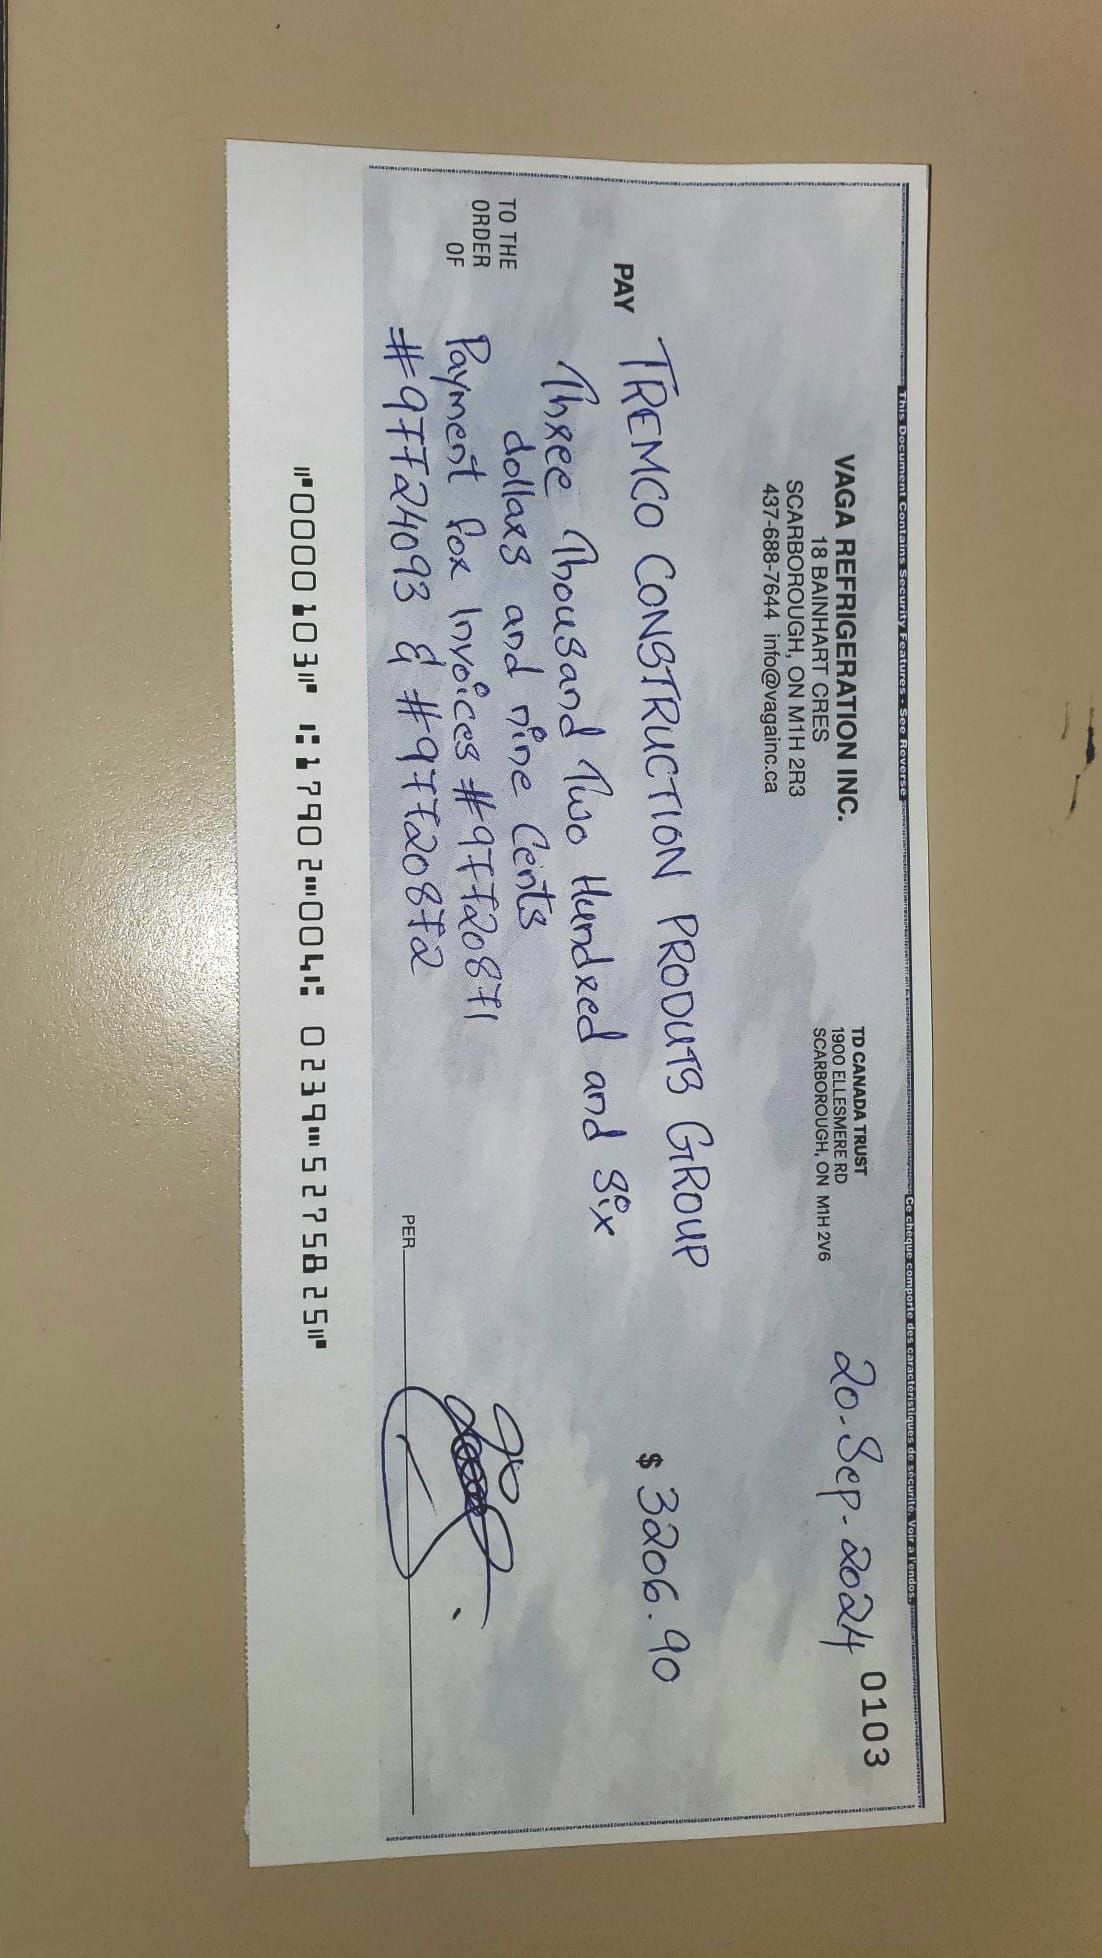 This Document Contains Security Features - See Reverse
Ce chèque comporte des caractéristiques de sécurité. Voir à l'endos.
VAGA REFRIGERATION INC.
18 BAINHART CRES
SCARBOROUGH, ON M1H 2R3
437-688-7644 info@vagainc.ca
TD CANADA TRUST
1900 ELLESMERE RD
SCARBOROUGH, ON M1H 2V6
0103
20-Sep-2024
PAY TREMCO CONSTRUCTION PRODUTS GROUP $ 3206.90
Three Thousand Two Hundred and Six
dollars and nine Cents
TO THE
ORDER
OF
Payment for Invoices #97720871
#97724093 & #97720872
PER
⑈000103⑈ ⑆17902⑉004⑆ 0239⑉5275825⑈